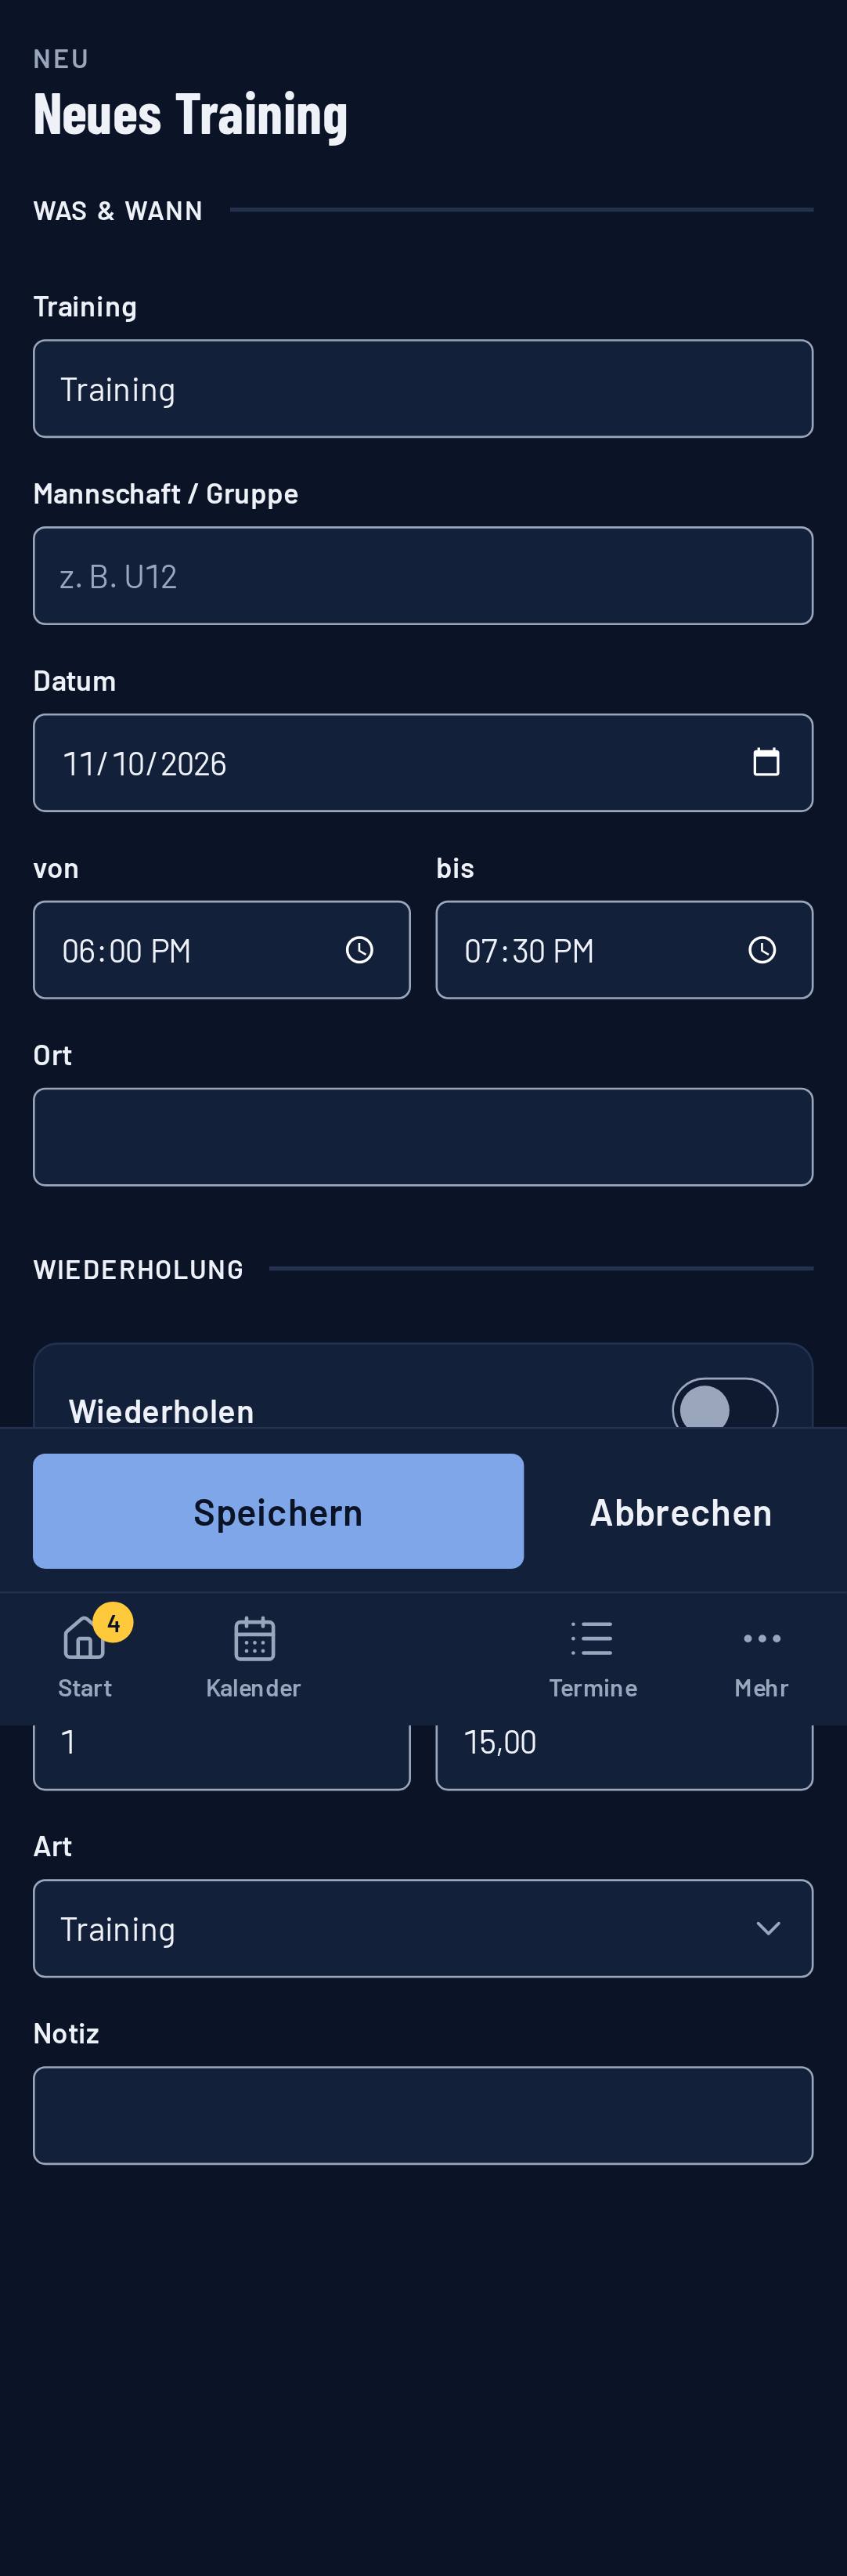 NEU
Neues Training
WAS & WANN
Training
Training
Mannschaft / Gruppe
z. B. U12
Datum
11/10/2026
von bis
06:00 PM 07:30 PM
Ort
WIEDERHOLUNG
Wiederholen
Speichern Abbrechen
4
Start Kalender Termine Mehr
1 15,00
Art
Training
Notiz